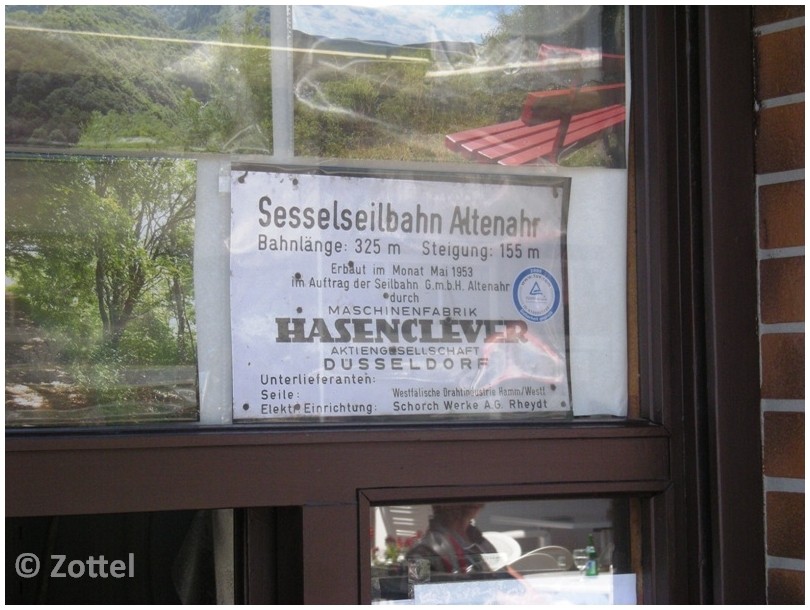 Sesselseilbahn Altenahr
Bahnlänge: 325 m Steigung: 155 m
Erbaut im Monat Mai 1953
im Auftrag der Seilbahn G.m.b.H. Altenahr
durch
MASCHINENFABRIK
HASENCLEVER
AKTIENGESELLSCHAFT
DÜSSELDORF
Unterlieferanten:
Seile: Westfälische Drahtindustrie Hamm/Westf.
Elektr. Einrichtung: Schorch Werke A.G. Rheydt
© Zottel